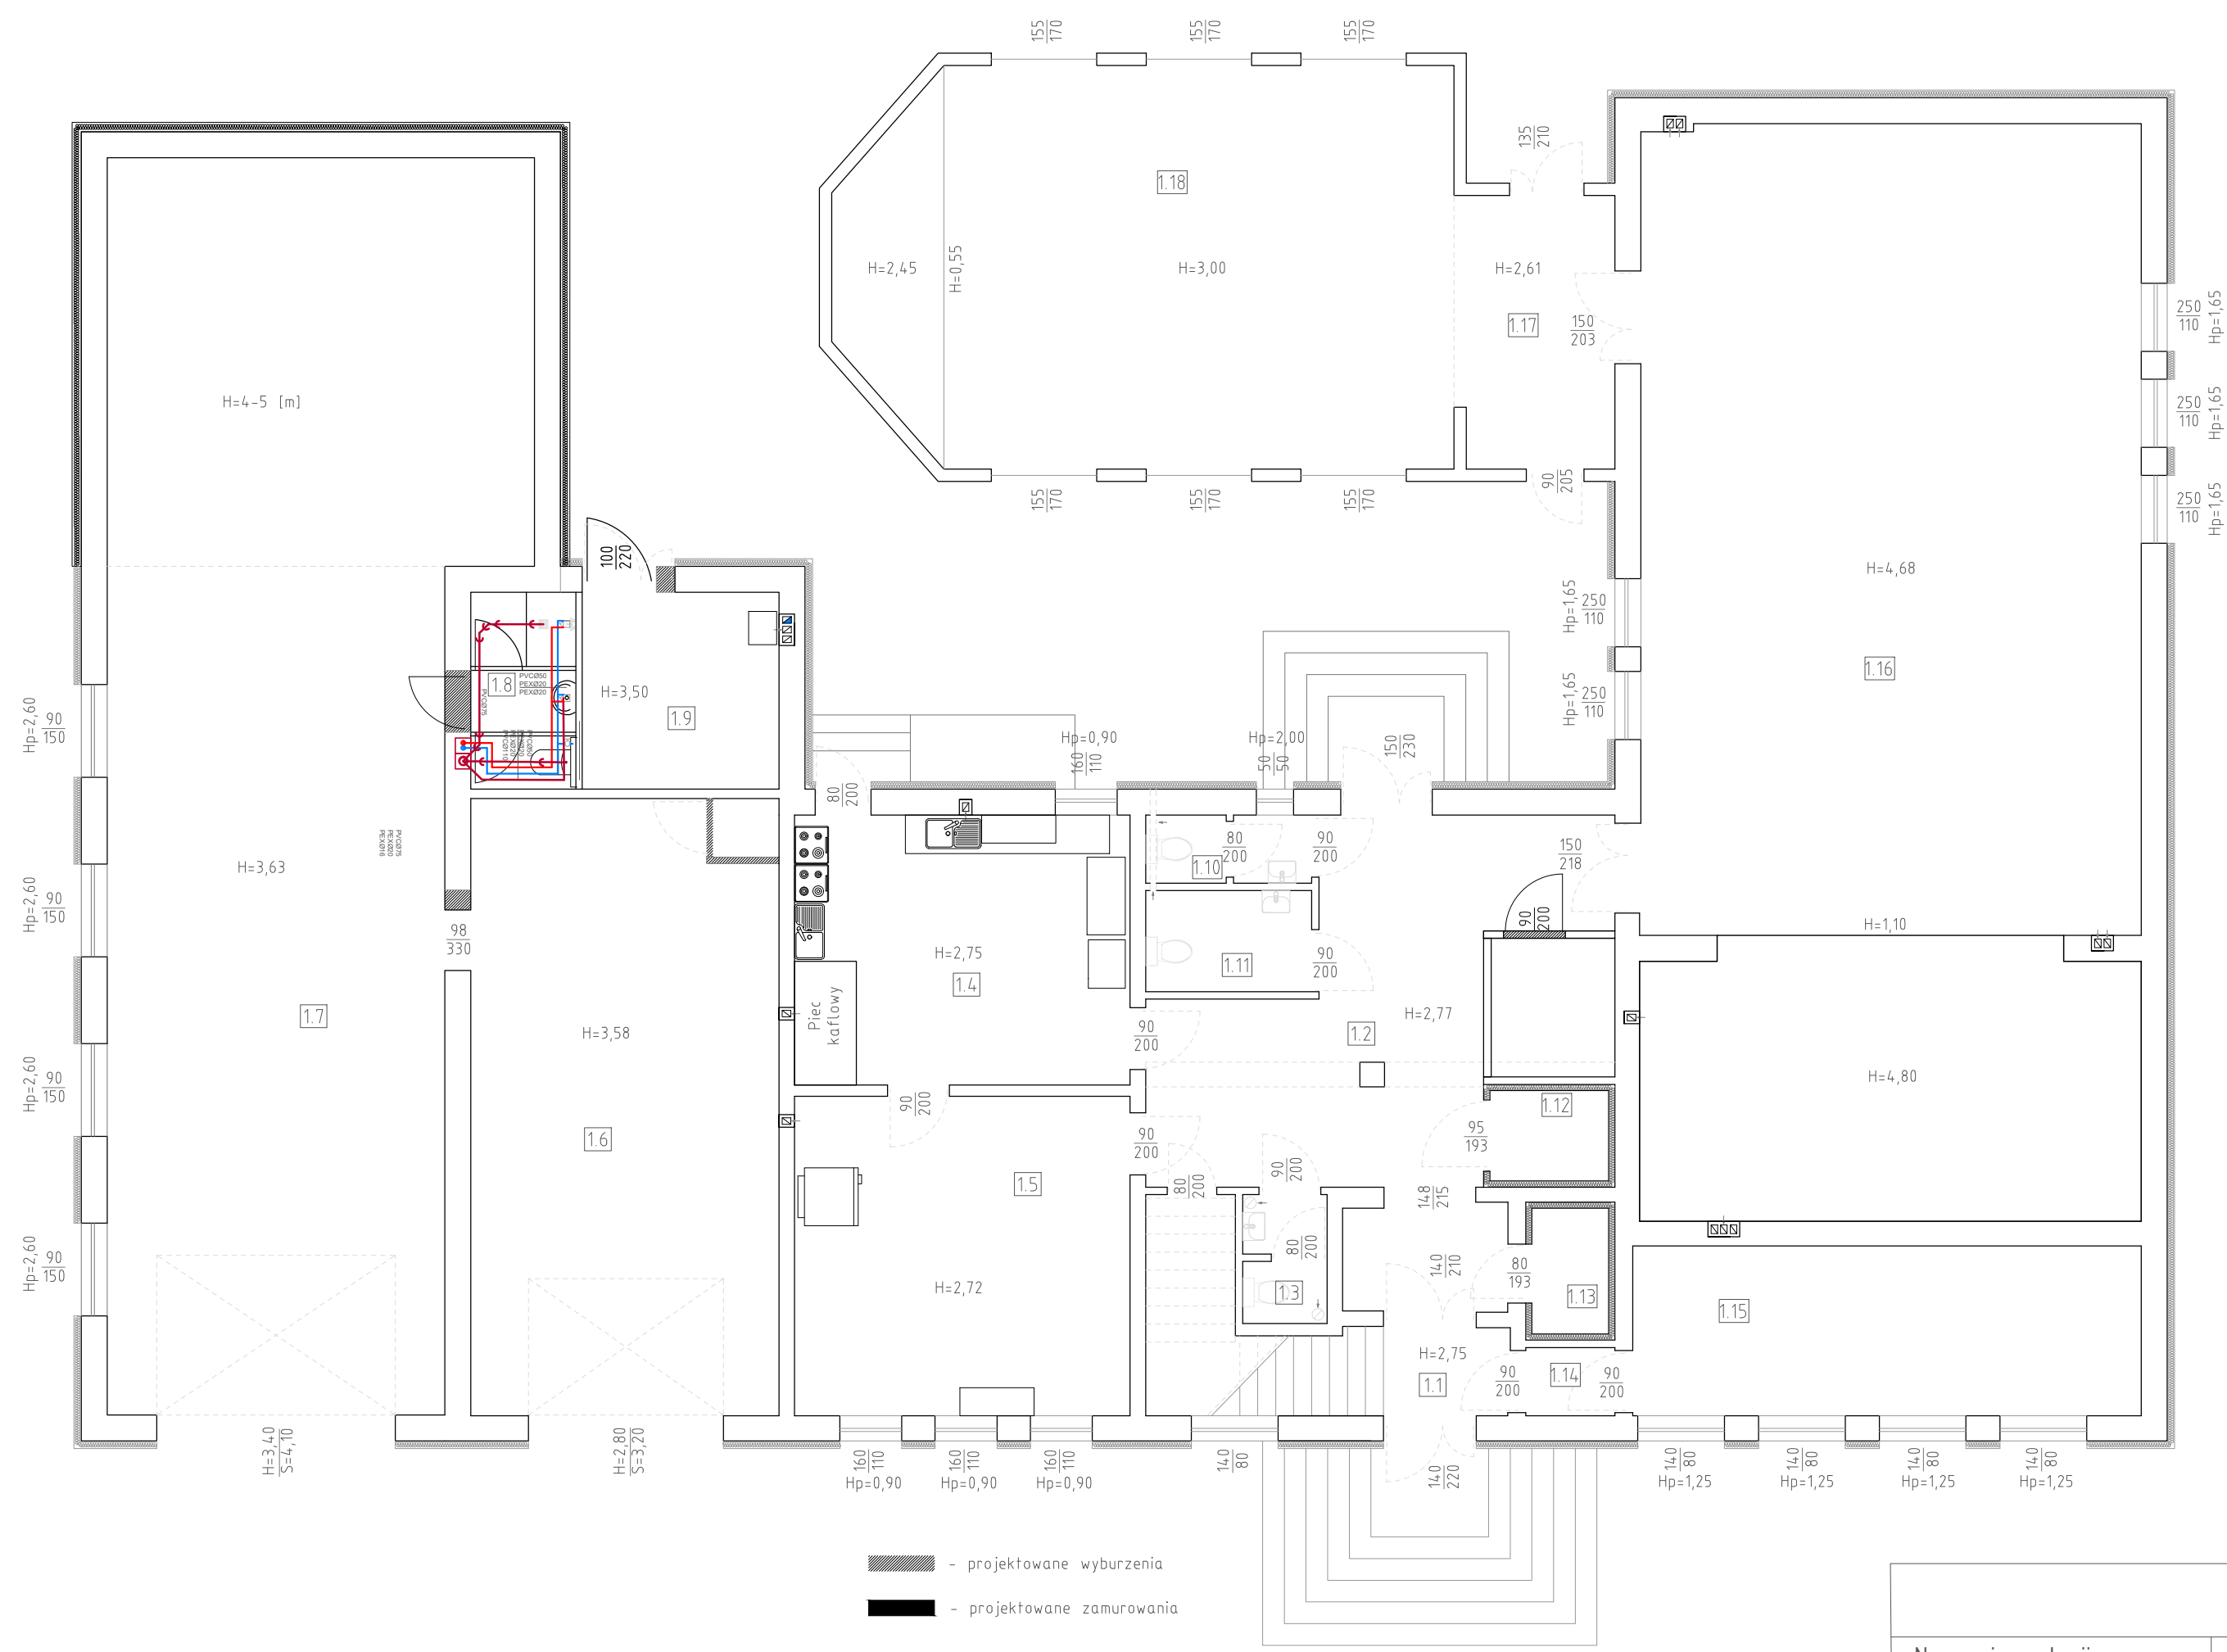 155
170
155
170
155
170
135
210
1.18
H=2,45
H=0,55
H=3,00
H=2,61
1.17
150
203
250
110
Hp=1,65
250
110
Hp=1,65
250
110
Hp=1,65
H=4-5 [m]
155
170
155
170
155
170
90
205
100
220
H=4,68
Hp=1,65
250
110
1.16
Hp=1,65
250
110
1.8
PVCØ50
PEXØ20
PEXØ20
PVCØ75
H=3,50
1.9
Hp=2,60
90
150
PVCØ50
PEXØ20
PEXØ20
PVCØ110
Hp=0,90
160
110
Hp=2,00
50
50
150
230
80
200
PVCØ75
PEXØ20
PEXØ16
H=3,63
80
200
90
200
1.10
150
218
Hp=2,60
90
150
98
330
90
200
H=1,10
H=2,75
1.4
1.11
90
200
Piec
kaflowy
1.7
H=3,58
H=2,77
1.2
90
200
H=4,80
Hp=2,60
90
150
90
200
1.12
95
193
1.6
90
200
1.5
80
200
90
200
148
215
Hp=2,60
90
150
80
200
140
210
80
193
H=2,72
1.3
1.13
1.15
H=2,75
1.1
90
200
1.14
90
200
H=3,40
S=4,10
H=2,80
S=3,20
160
110
Hp=0,90
160
110
Hp=0,90
160
110
Hp=0,90
140
80
140
220
140
80
Hp=1,25
140
80
Hp=1,25
140
80
Hp=1,25
140
80
Hp=1,25
- projektowane wyburzenia
- projektowane zamurowania